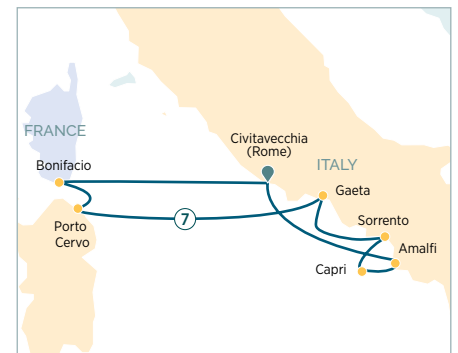 Civitavecchia
(Rome)
FRANCE
ITALY
Bonifacio
Gaeta
Porto
Cervo
7
Sorrento
Amalfi
Capri